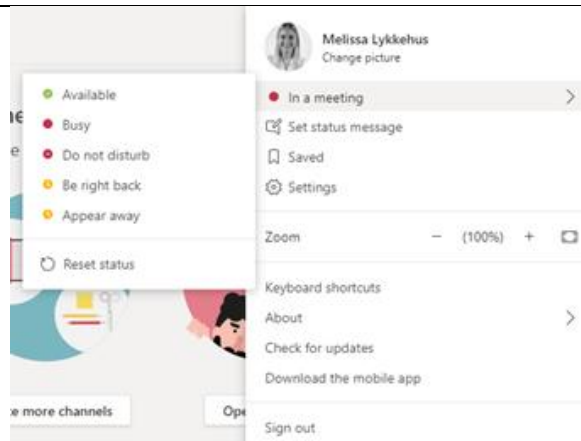 Melissa Lykkehus
Change picture
In a meeting
Set status message
Saved
Settings
Zoom
− (100%) +
Keyboard shortcuts
About
Check for updates
Download the mobile app
Sign out
Available
Busy
Do not disturb
Be right back
Appear away
Reset status
more channels